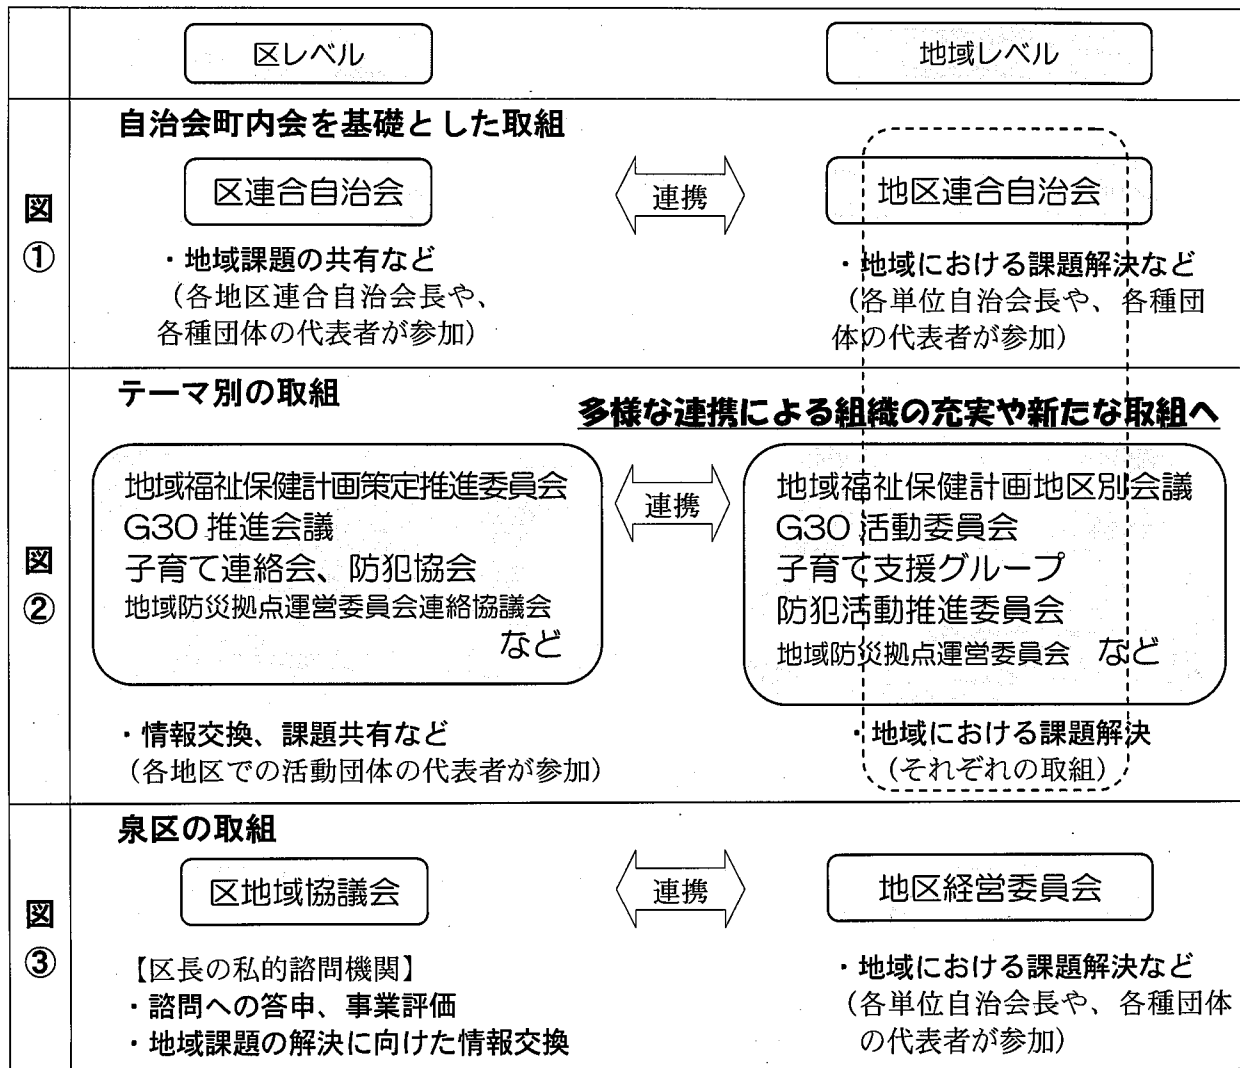 区レベル
地域レベル
図①
自治会町内会を基礎とした取組
区連合自治会
連携
地区連合自治会
・地域課題の共有など
（各地区連合自治会長や、
各種団体の代表者が参加）
・地域における課題解決など
（各単位自治会長や、各種団
体の代表者が参加）
図②
テーマ別の取組
多様な連携による組織の充実や新たな取組へ
地域福祉保健計画策定推進委員会
G30 推進会議
子育て連絡会、防犯協会
地域防災拠点運営委員会連絡協議会
など
連携
地域福祉保健計画地区別会議
G30 活動委員会
子育て支援グループ
防犯活動推進委員会
地域防災拠点運営委員会　など
・情報交換、課題共有など
（各地区での活動団体の代表者が参加）
・地域における課題解決
（それぞれの取組）
図③
泉区の取組
区地域協議会
連携
地区経営委員会
【区長の私的諮問機関】
・諮問への答申、事業評価
・地域課題の解決に向けた情報交換
・地域における課題解決など
（各単位自治会長や、各種団体
の代表者が参加）